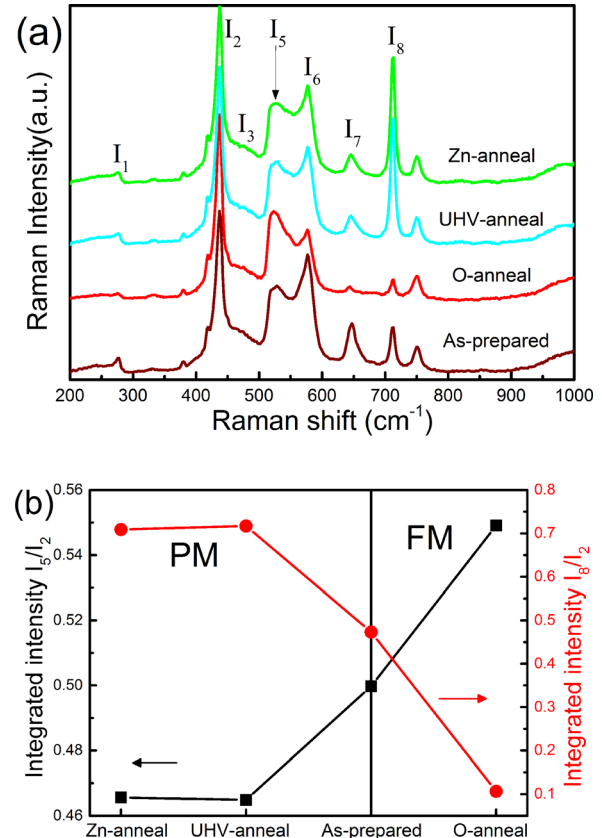 (a)
I₁
I₂
I₃
I₅
I₆
I₇
I₈
Zn-anneal
UHV-anneal
O-anneal
As-prepared
Raman Intensity(a.u.)
200 300 400 500 600 700 800 900 1000
Raman shift (cm⁻¹)
(b)
PM
FM
Integrated intensity I₅/I₂
0.56
0.54
0.52
0.50
0.48
0.46
Integrated intensity I₈/I₂
0.8
0.7
0.6
0.5
0.4
0.3
0.2
0.1
Zn-anneal UHV-anneal As-prepared O-anneal